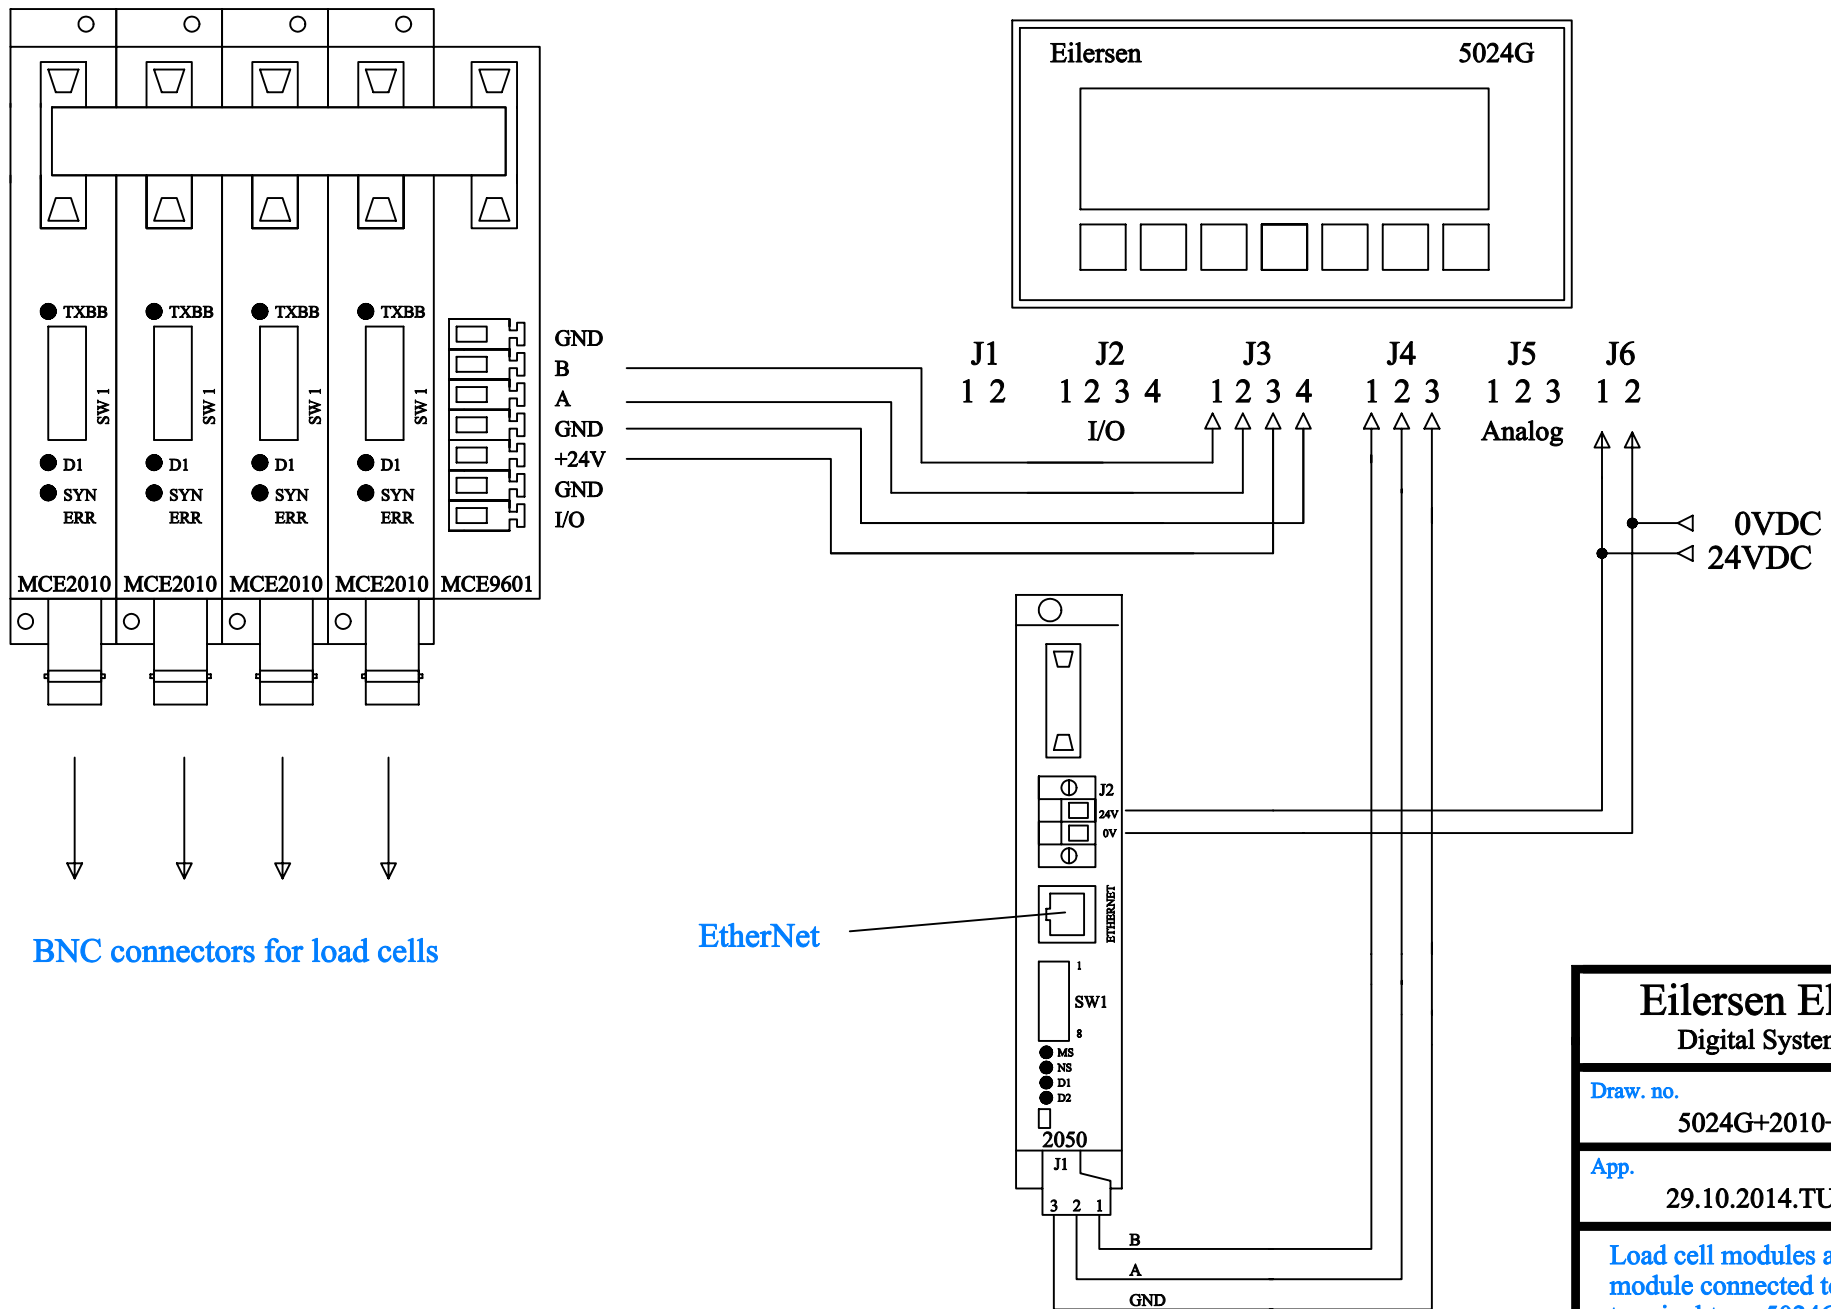 Eilersen 5024G
TXBB TXBB TXBB TXBB
SW 1 SW 1 SW 1 SW 1
D1 D1 D1 D1
SYN SYN SYN SYN
ERR ERR ERR ERR
MCE2010 MCE2010 MCE2010 MCE2010 MCE9601
GND
B
A
GND
+24V
GND
I/O
J1 J2 J3 J4 J5 J6
1 2 1 2 3 4 1 2 3 4 1 2 3 1 2 3 1 2
I/O Analog
0VDC
24VDC
J2
24V
0V
ETHERNET
EtherNet
BNC connectors for load cells
1
SW1
8
MS
NS
D1
D2
2050
J1
3 2 1
B
A
GND
Eilersen El
Digital System
Draw. no.
5024G+2010-
App.
29.10.2014.TU
Load cell modules a
module connected to